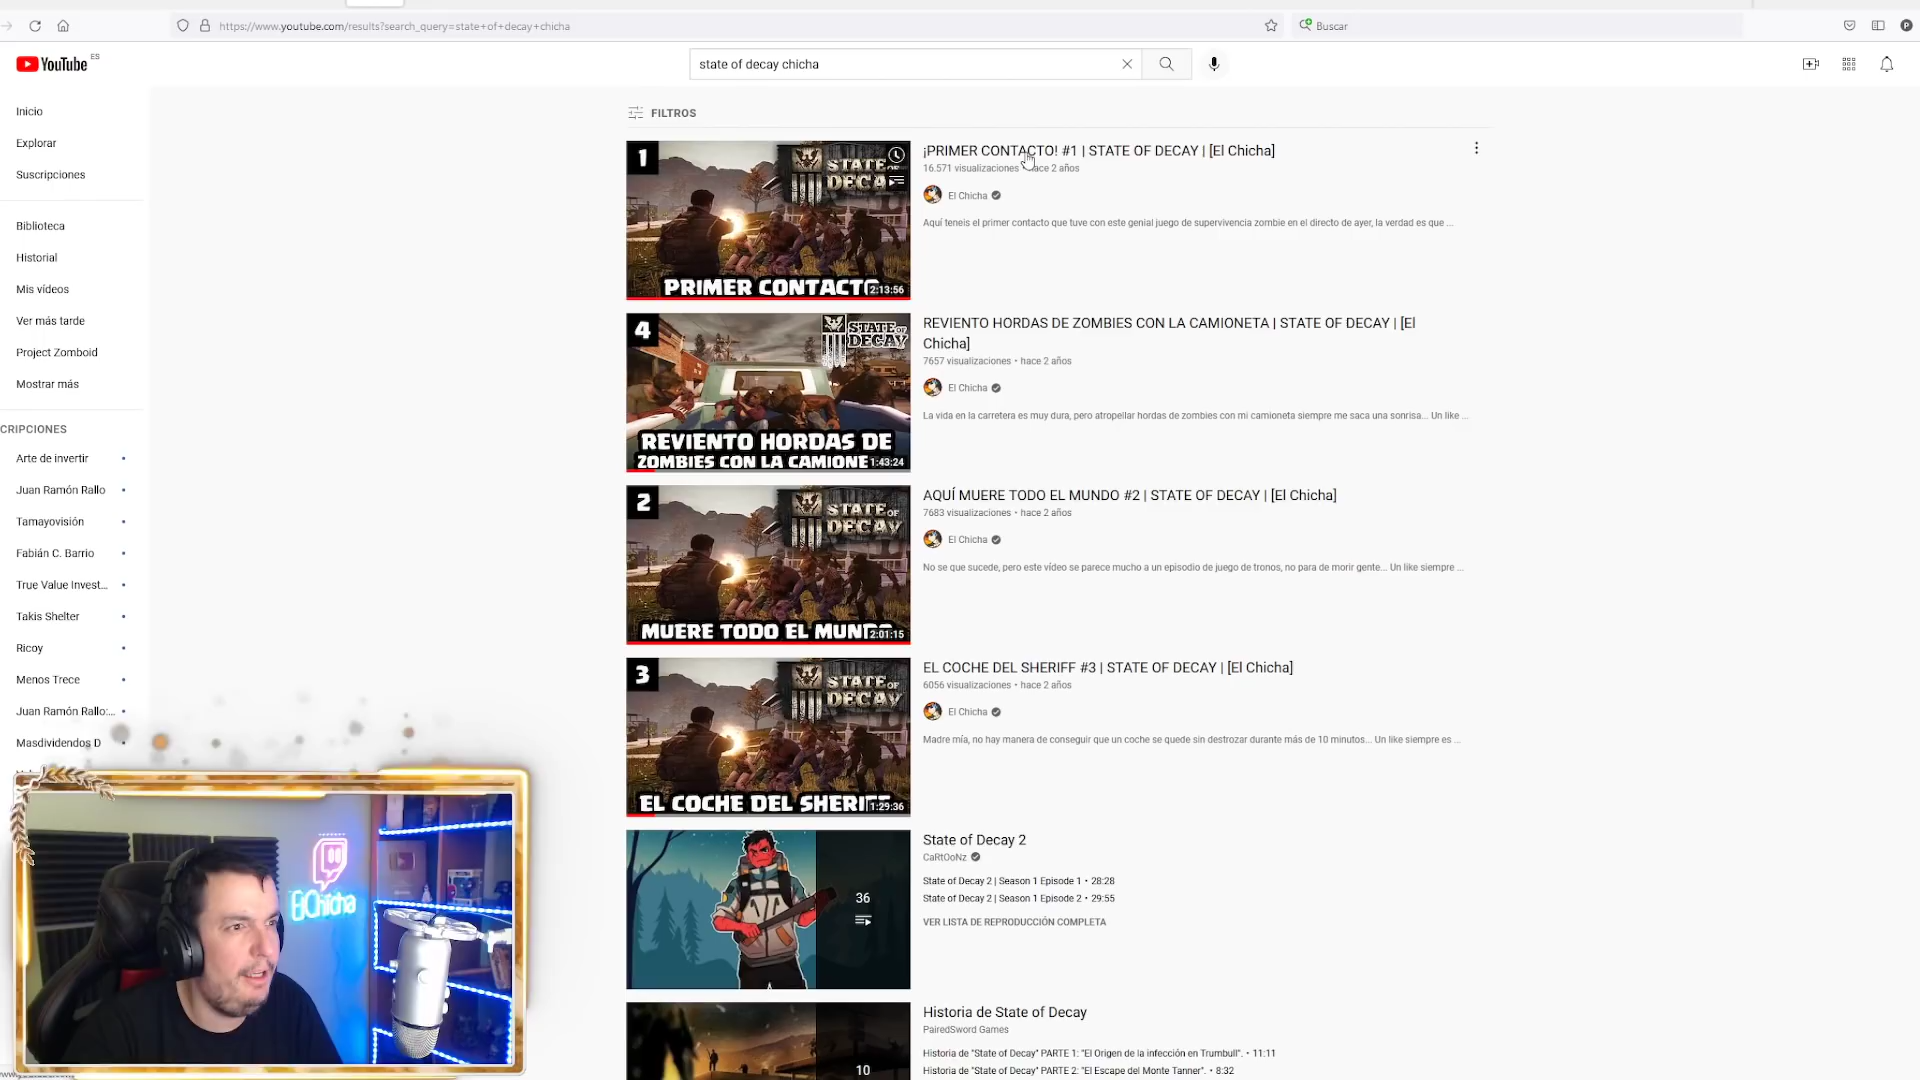 https://www.youtube.com/results?search_query=state+of+decay+chicha
Buscar
YouTube ES
state of decay chicha
Inicio
Explorar
Suscripciones
Biblioteca
Historial
Mis vídeos
Ver más tarde
Project Zomboid
Mostrar más
CRIPCIONES
Arte de invertir
Juan Ramón Rallo
Tamayovisión
Fabián C. Barrio
True Value Invest...
Takis Shelter
Ricoy
Menos Trece
Juan Ramón Rallo:...
Masdividendos D
ElChicha
FILTROS
1
STATE OF
DECAY
PRIMER CONTACTO
2:13:56
¡PRIMER CONTACTO! #1 | STATE OF DECAY | [El Chicha]
16.571 visualizaciones • hace 2 años
El Chicha
Aquí teneis el primer contacto que tuve con este genial juego de supervivencia zombie en el directo de ayer, la verdad es que ...
4
STATE OF
DECAY
REVIENTO HORDAS DE
ZOMBIES CON LA CAMIONE
1:43:24
REVIENTO HORDAS DE ZOMBIES CON LA CAMIONETA | STATE OF DECAY | [El
Chicha]
7657 visualizaciones • hace 2 años
El Chicha
La vida en la carretera es muy dura, pero atropellar hordas de zombies con mi camioneta siempre me saca una sonrisa... Un like ...
2
STATE OF
DECAY
MUERE TODO EL MUNDO
2:01:15
AQUÍ MUERE TODO EL MUNDO #2 | STATE OF DECAY | [El Chicha]
7683 visualizaciones • hace 2 años
El Chicha
No se que sucede, pero este vídeo se parece mucho a un episodio de juego de tronos, no para de morir gente... Un like siempre ...
3
STATE OF
DECAY
EL COCHE DEL SHERIFF
1:29:36
EL COCHE DEL SHERIFF #3 | STATE OF DECAY | [El Chicha]
6056 visualizaciones • hace 2 años
El Chicha
Madre mía, no hay manera de conseguir que un coche se quede sin destrozar durante más de 10 minutos... Un like siempre es ...
36
State of Decay 2
CaRtOoNz
State of Decay 2 | Season 1 Episode 1 • 28:28
State of Decay 2 | Season 1 Episode 2 • 29:55
VER LISTA DE REPRODUCCIÓN COMPLETA
10
Historia de State of Decay
PairedSword Games
Historia de "State of Decay" PARTE 1: "El Origen de la infección en Trumbull". • 11:11
Historia de "State of Decay" PARTE 2: "El Escape del Monte Tanner". • 8:32